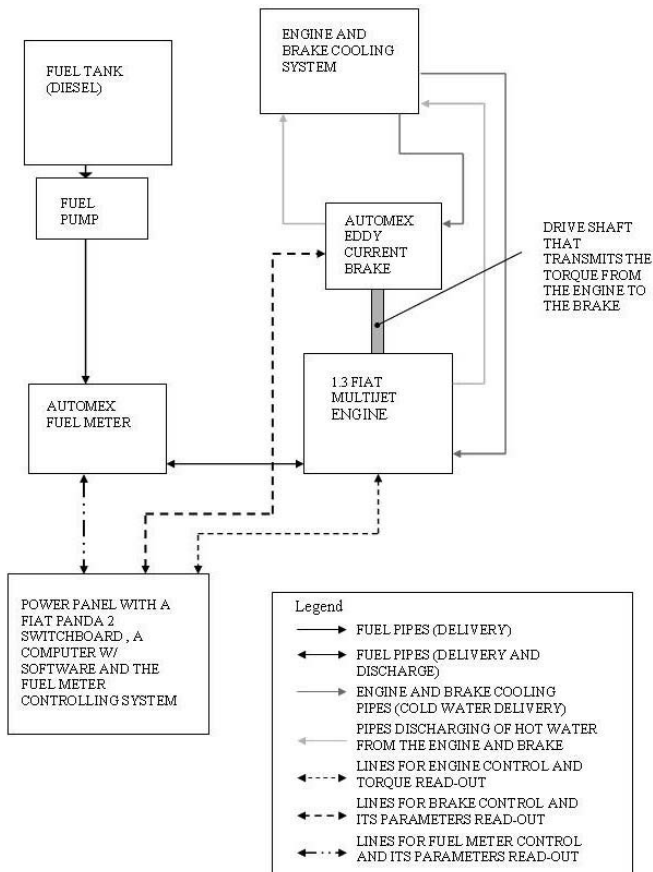 FUEL TANK
(DIESEL)
ENGINE AND
BRAKE COOLING
SYSTEM
FUEL
PUMP
AUTOMEX
EDDY
CURRENT
BRAKE
DRIVE SHAFT
THAT
TRANSMITS THE
TORQUE FROM
THE ENGINE TO
THE BRAKE
AUTOMEX
FUEL METER
1.3 FIAT
MULTIJET
ENGINE
POWER PANEL WITH A
FIAT PANDA 2
SWITCHBOARD , A
COMPUTER W/
SOFTWARE AND THE
FUEL METER
CONTROLLING SYSTEM
Legend
FUEL PIPES (DELIVERY)
FUEL PIPES (DELIVERY AND
DISCHARGE)
ENGINE AND BRAKE COOLING
PIPES (COLD WATER DELIVERY)
PIPES DISCHARGING OF HOT WATER
FROM THE ENGINE AND BRAKE
LINES FOR ENGINE CONTROL AND
TORQUE READ-OUT
LINES FOR BRAKE CONTROL AND
ITS PARAMETERS READ-OUT
LINES FOR FUEL METER CONTROL
AND ITS PARAMETERS READ-OUT